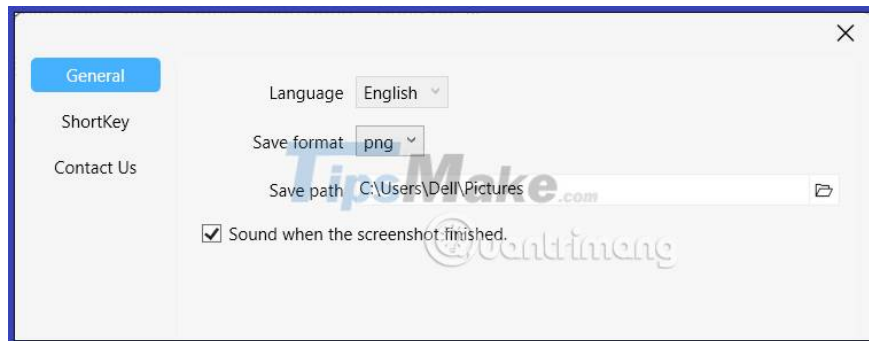 General
ShortKey
Contact Us
Language English
Save format png
Save path C:\Users\Dell\Pictures
Sound when the screenshot finished.
TipsMake.com
Quantrimang